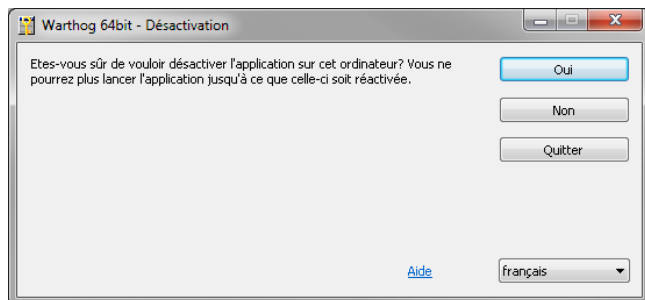 Warthog 64bit - Désactivation
Etes-vous sûr de vouloir désactiver l'application sur cet ordinateur? Vous ne
pourrez plus lancer l'application jusqu'à ce que celle-ci soit réactivée.
Oui
Non
Quitter
Aide
français